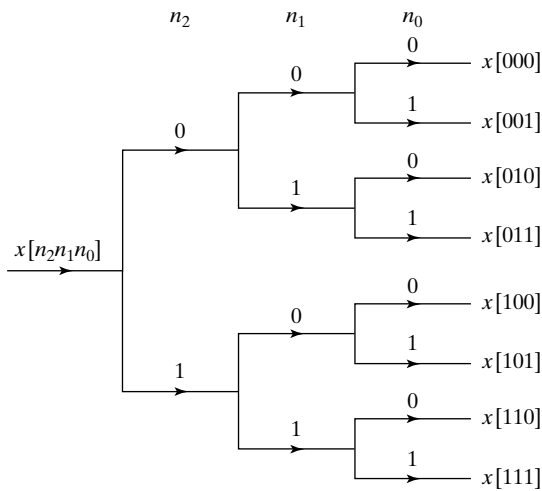 n₂ n₁ n₀
0
x[000]
0
1
x[001]
0
0
x[010]
1
1
x[011]
x[n₂n₁n₀]
0
x[100]
0
1
x[101]
1
0
x[110]
1
1
x[111]